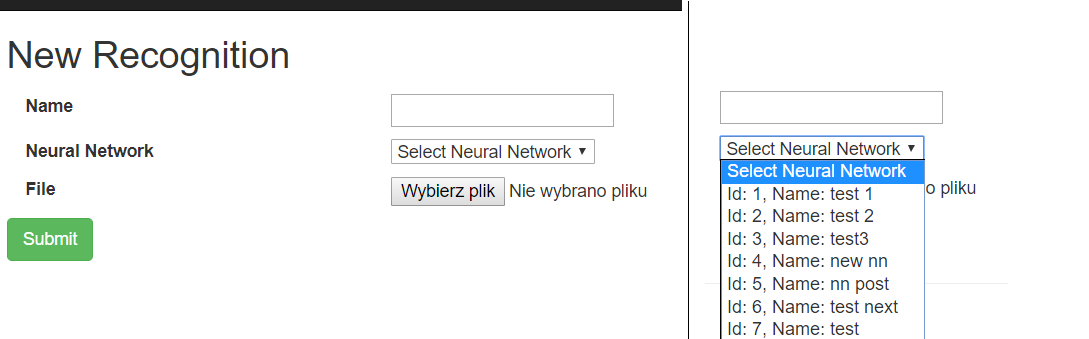 New Recognition
Name
Neural Network
Select Neural Network
File
Wybierz plik Nie wybrano pliku
Submit
Select Neural Network
Select Neural Network
o pliku
Id: 1, Name: test 1
Id: 2, Name: test 2
Id: 3, Name: test3
Id: 4, Name: new nn
Id: 5, Name: nn post
Id: 6, Name: test next
Id: 7, Name: test